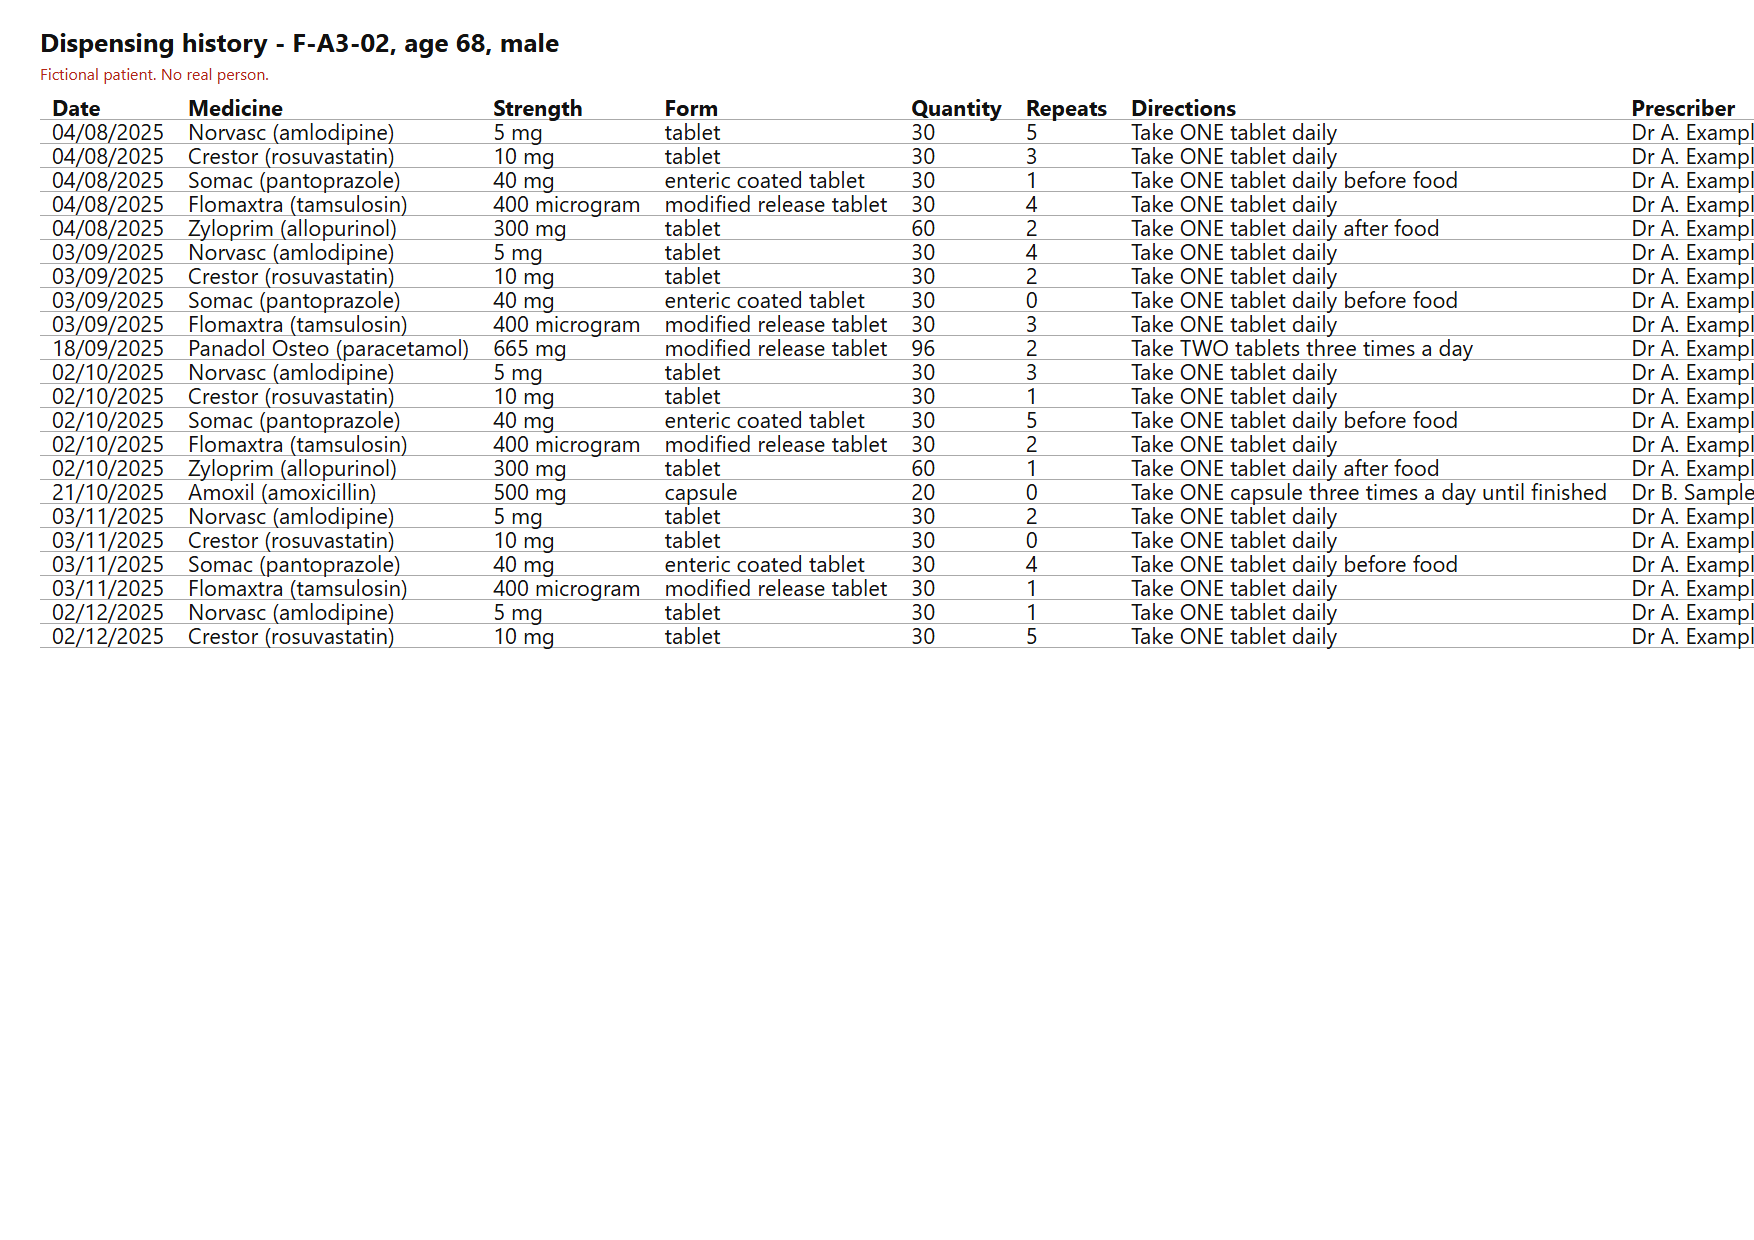 Dispensing history - F-A3-02, age 68, male
Fictional patient. No real person.
Date Medicine Strength Form Quantity Repeats Directions Prescriber
04/08/2025 Norvasc (amlodipine) 5 mg tablet 30 5 Take ONE tablet daily Dr A. Exampl
04/08/2025 Crestor (rosuvastatin) 10 mg tablet 30 3 Take ONE tablet daily Dr A. Exampl
04/08/2025 Somac (pantoprazole) 40 mg enteric coated tablet 30 1 Take ONE tablet daily before food Dr A. Exampl
04/08/2025 Flomaxtra (tamsulosin) 400 microgram modified release tablet 30 4 Take ONE tablet daily Dr A. Exampl
04/08/2025 Zyloprim (allopurinol) 300 mg tablet 60 2 Take ONE tablet daily after food Dr A. Exampl
03/09/2025 Norvasc (amlodipine) 5 mg tablet 30 4 Take ONE tablet daily Dr A. Exampl
03/09/2025 Crestor (rosuvastatin) 10 mg tablet 30 2 Take ONE tablet daily Dr A. Exampl
03/09/2025 Somac (pantoprazole) 40 mg enteric coated tablet 30 0 Take ONE tablet daily before food Dr A. Exampl
03/09/2025 Flomaxtra (tamsulosin) 400 microgram modified release tablet 30 3 Take ONE tablet daily Dr A. Exampl
18/09/2025 Panadol Osteo (paracetamol) 665 mg modified release tablet 96 2 Take TWO tablets three times a day Dr A. Exampl
02/10/2025 Norvasc (amlodipine) 5 mg tablet 30 3 Take ONE tablet daily Dr A. Exampl
02/10/2025 Crestor (rosuvastatin) 10 mg tablet 30 1 Take ONE tablet daily Dr A. Exampl
02/10/2025 Somac (pantoprazole) 40 mg enteric coated tablet 30 5 Take ONE tablet daily before food Dr A. Exampl
02/10/2025 Flomaxtra (tamsulosin) 400 microgram modified release tablet 30 2 Take ONE tablet daily Dr A. Exampl
02/10/2025 Zyloprim (allopurinol) 300 mg tablet 60 1 Take ONE tablet daily after food Dr A. Exampl
21/10/2025 Amoxil (amoxicillin) 500 mg capsule 20 0 Take ONE capsule three times a day until finished Dr B. Sample
03/11/2025 Norvasc (amlodipine) 5 mg tablet 30 2 Take ONE tablet daily Dr A. Exampl
03/11/2025 Crestor (rosuvastatin) 10 mg tablet 30 0 Take ONE tablet daily Dr A. Exampl
03/11/2025 Somac (pantoprazole) 40 mg enteric coated tablet 30 4 Take ONE tablet daily before food Dr A. Exampl
03/11/2025 Flomaxtra (tamsulosin) 400 microgram modified release tablet 30 1 Take ONE tablet daily Dr A. Exampl
02/12/2025 Norvasc (amlodipine) 5 mg tablet 30 1 Take ONE tablet daily Dr A. Exampl
02/12/2025 Crestor (rosuvastatin) 10 mg tablet 30 5 Take ONE tablet daily Dr A. Exampl